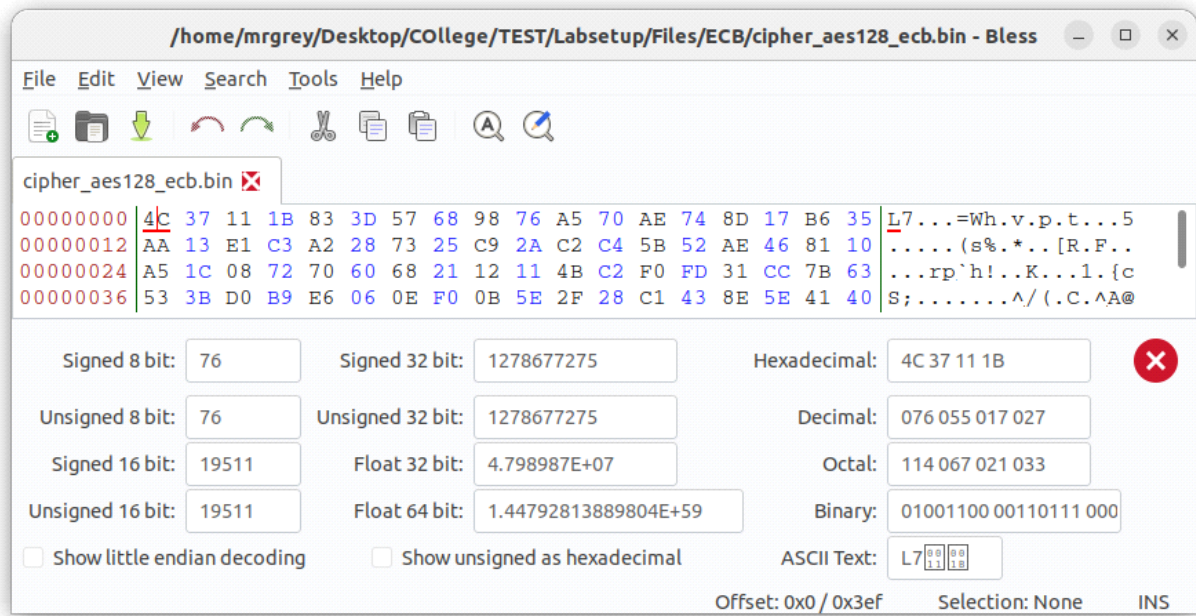 /home/mrgrey/Desktop/COllege/TEST/Labsetup/Files/ECB/cipher_aes128_ecb.bin - Bless
File Edit View Search Tools Help
cipher_aes128_ecb.bin
00000000 4C 37 11 1B 83 3D 57 68 98 76 A5 70 AE 74 8D 17 B6 35 L7...=Wh.v.p.t...5
00000012 AA 13 E1 C3 A2 28 73 25 C9 2A C2 C4 5B 52 AE 46 81 10 .....(s%.*..[R.F..
00000024 A5 1C 08 72 70 60 68 21 12 11 4B C2 F0 FD 31 CC 7B 63 ...rp`h!..K...1.{c
00000036 53 3B D0 B9 E6 06 0E F0 0B 5E 2F 28 C1 43 8E 5E 41 40 S;.......^/(.C.^A@
Signed 8 bit: 76 Signed 32 bit: 1278677275 Hexadecimal: 4C 37 11 1B
Unsigned 8 bit: 76 Unsigned 32 bit: 1278677275 Decimal: 076 055 017 027
Signed 16 bit: 19511 Float 32 bit: 4.798987E+07 Octal: 114 067 021 033
Unsigned 16 bit: 19511 Float 64 bit: 1.44792813889804E+59 Binary: 01001100 00110111 000
Show little endian decoding Show unsigned as hexadecimal ASCII Text: L7
Offset: 0x0 / 0x3ef Selection: None INS